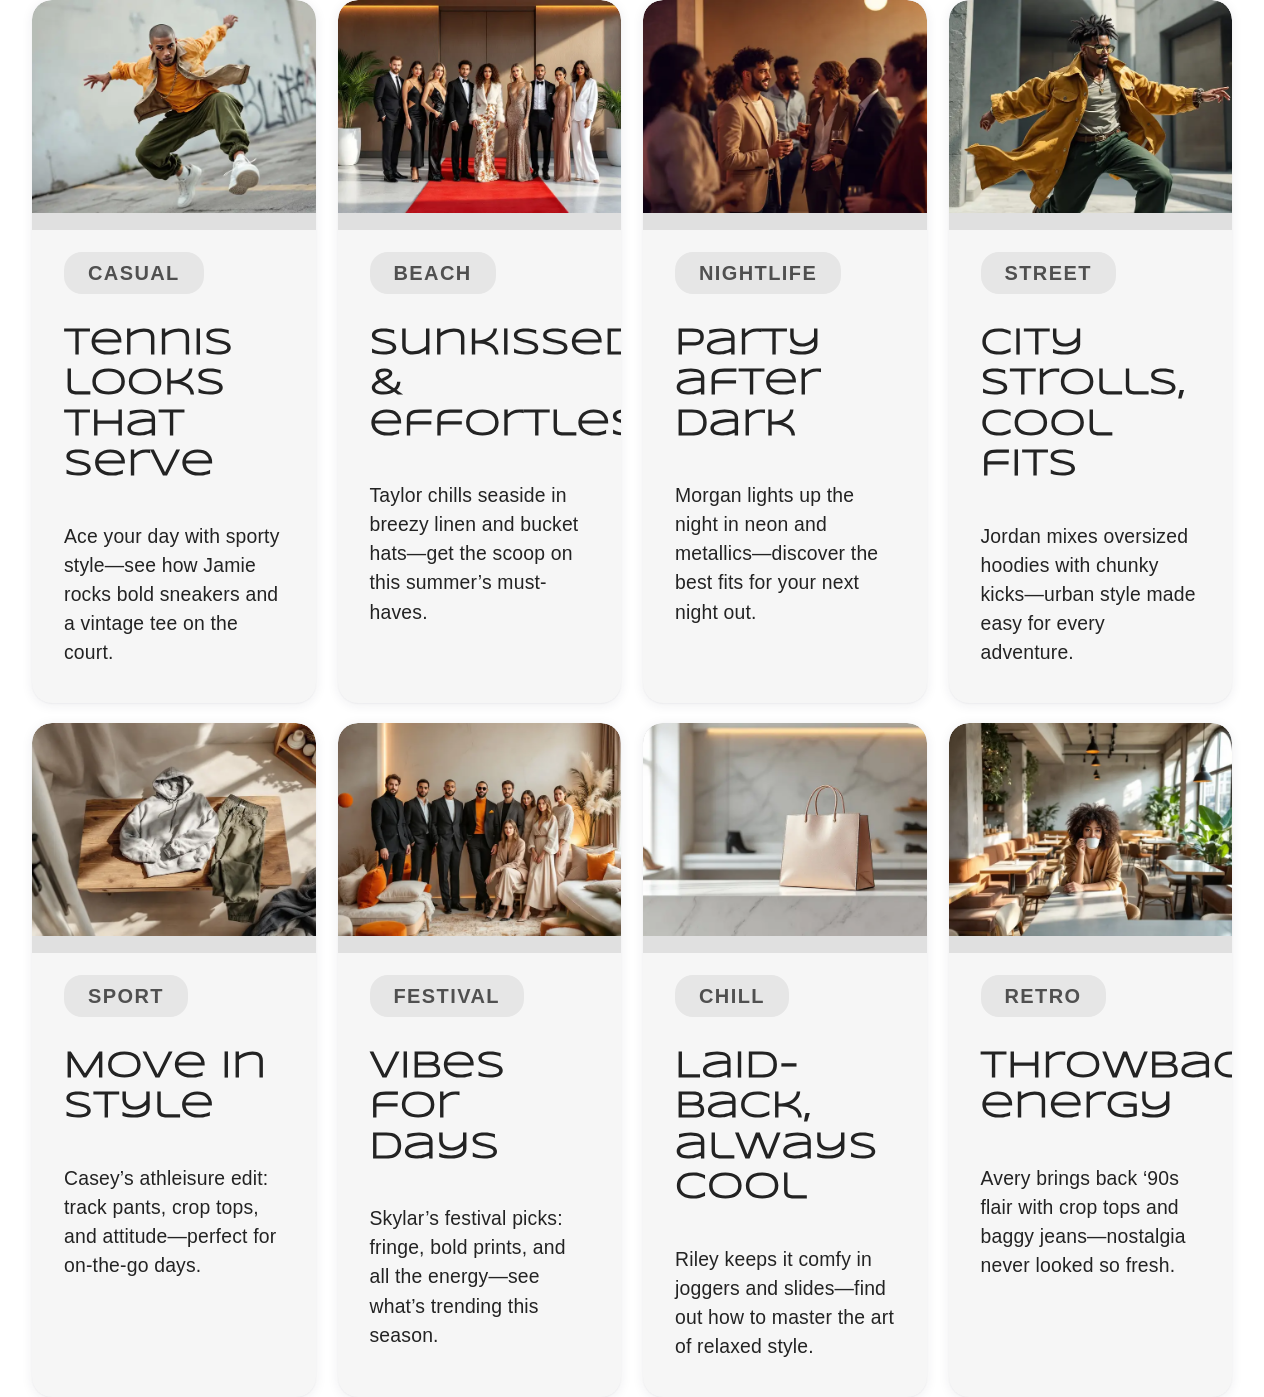 CASUAL
Tennis
looks
that
serve
Ace your day with sporty
style—see how Jamie
rocks bold sneakers and
a vintage tee on the
court.
BEACH
Sunkissed
&
effortles
Taylor chills seaside in
breezy linen and bucket
hats—get the scoop on
this summer’s must-
haves.
NIGHTLIFE
Party
after
Dark
Morgan lights up the
night in neon and
metallics—discover the
best fits for your next
night out.
STREET
City
strolls,
cool
fits
Jordan mixes oversized
hoodies with chunky
kicks—urban style made
easy for every
adventure.
SPORT
Move in
style
Casey’s athleisure edit:
track pants, crop tops,
and attitude—perfect for
on-the-go days.
FESTIVAL
Vibes
for
Days
Skylar’s festival picks:
fringe, bold prints, and
all the energy—see
what’s trending this
season.
CHILL
Laid-
Back,
always
cool
Riley keeps it comfy in
joggers and slides—find
out how to master the art
of relaxed style.
RETRO
Throwbac
energy
Avery brings back ‘90s
flair with crop tops and
baggy jeans—nostalgia
never looked so fresh.